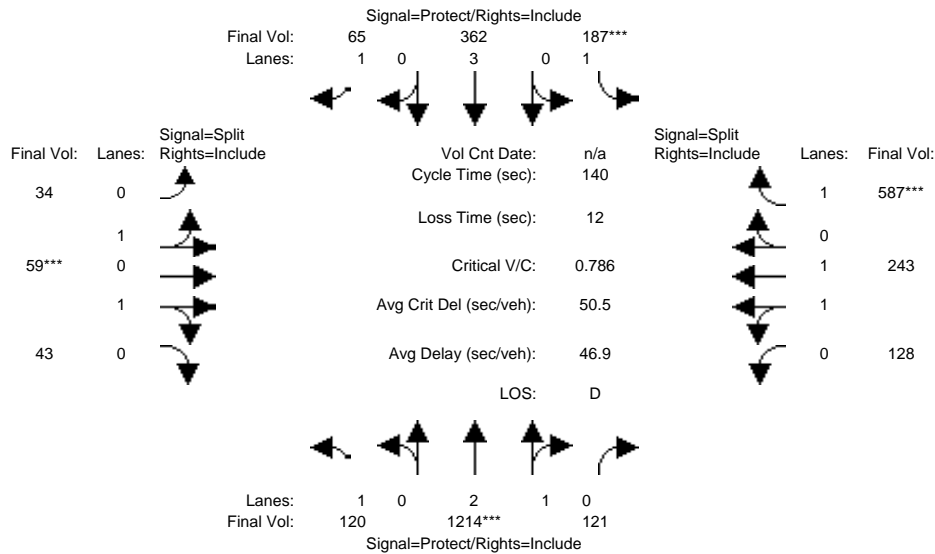 Signal=Protect/Rights=Include
Final Vol: 65 362 187***
Lanes: 1 0 3 0 1
Signal=Split Signal=Split
Final Vol: Lanes: Rights=Include Vol Cnt Date: n/a Rights=Include Lanes: Final Vol:
Cycle Time (sec): 140
34 0 1 587***
Loss Time (sec): 12
1 0
59*** 0 Critical V/C: 0.786 1 243
1 Avg Crit Del (sec/veh): 50.5 1
43 0 Avg Delay (sec/veh): 46.9 0 128
LOS: D
Lanes: 1 0 2 1 0
Final Vol: 120 1214*** 121
Signal=Protect/Rights=Include